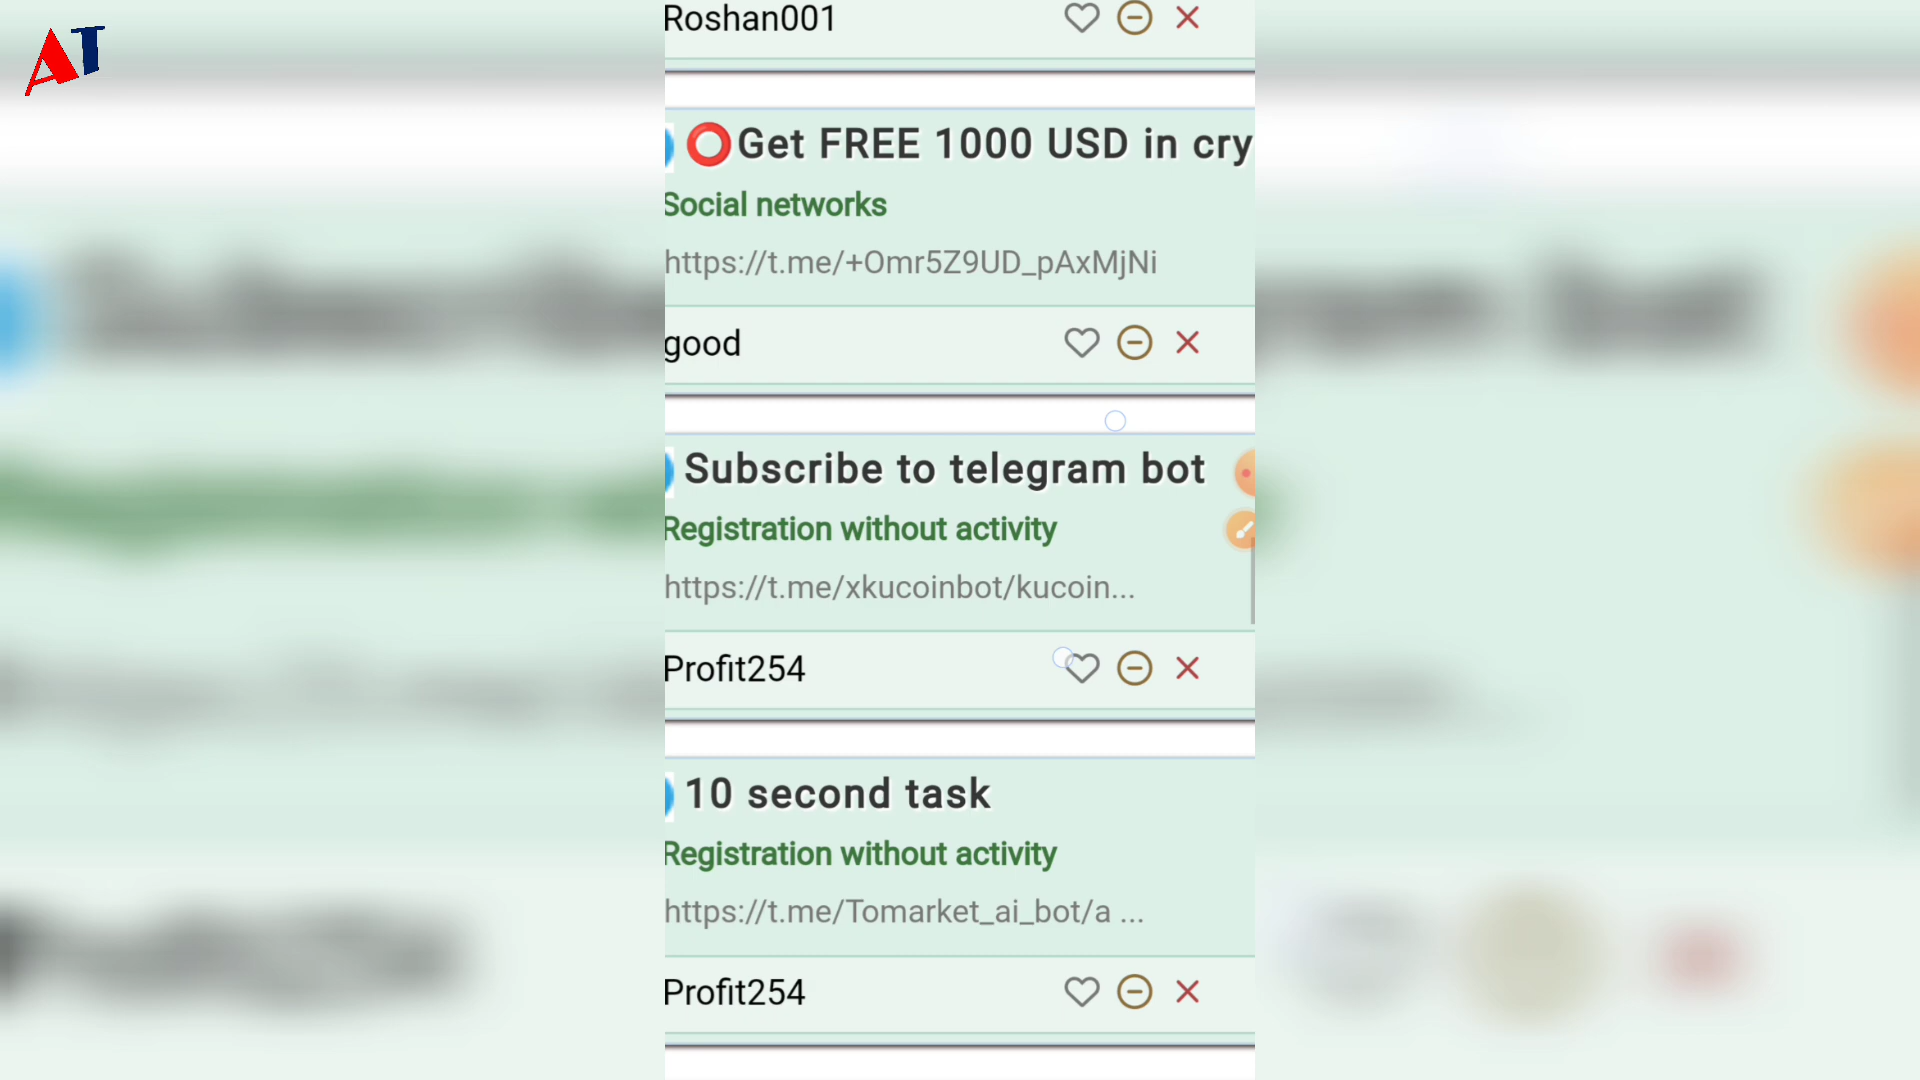 AT
Roshan001
⭕Get FREE 1000 USD in cry
Social networks
https://t.me/+Omr5Z9UD_pAxMjNi
good
Subscribe to telegram bot
Registration without activity
https://t.me/xkucoinbot/kucoin...
Profit254
10 second task
Registration without activity
https://t.me/Tomarket_ai_bot/a ...
Profit254